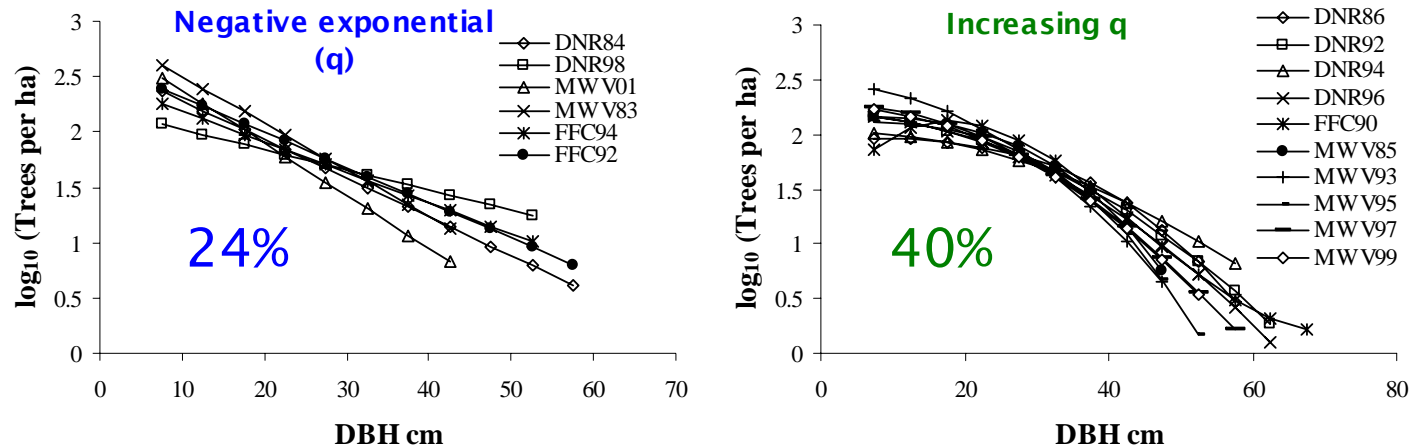 Negative exponential
(q)
DNR84
DNR98
MWV01
MWV83
FFC94
FFC92
24%
log₁₀ (Trees per ha)
3
2.5
2
1.5
1
0.5
0
0 10 20 30 40 50 60 70
DBH cm
Increasing q
DNR86
DNR92
DNR94
DNR96
FFC90
MWV85
MWV93
MWV95
MWV97
MWV99
40%
log₁₀ (Trees per ha)
3
2.5
2
1.5
1
0.5
0
0 20 40 60 80
DBH cm